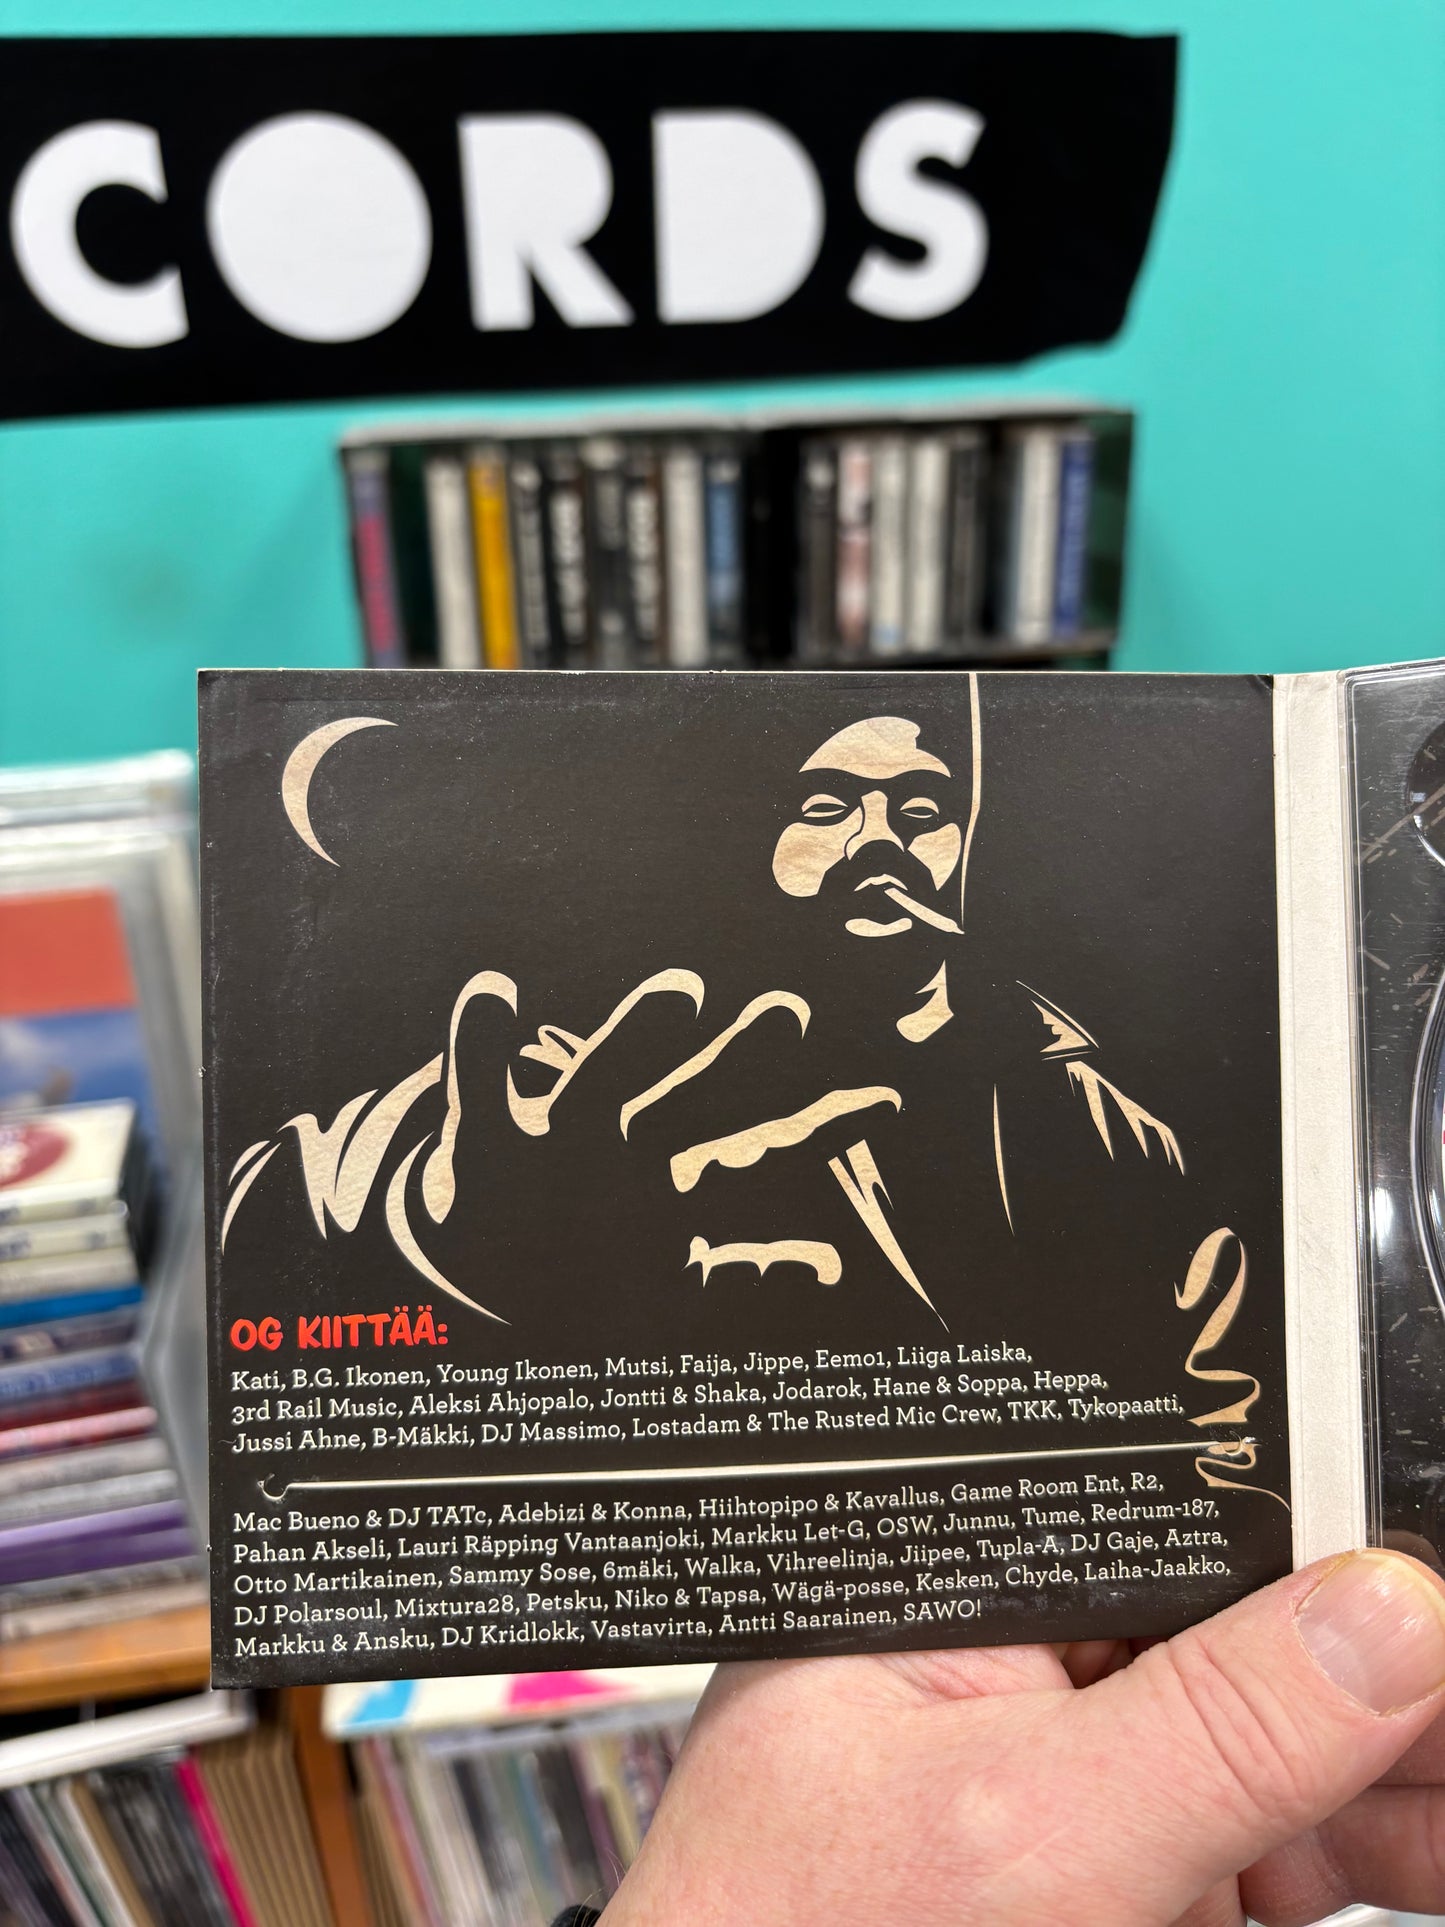 CORDS
OG KIITTÄÄ:
Kati, B.G. Ikonen, Young Ikonen, Mutsi, Faija, Jippe, Eemo1, Liiga Laiska,
3rd Rail Music, Aleksi Ahjopalo, Jontti & Shaka, Jodarok, Hane & Soppa, Heppa,
Jussi Ahne, B-Mäkki, DJ Massimo, Lostadam & The Rusted Mic Crew, TKK, Tykopaatti,
Mac Bueno & DJ TATc, Adebizi & Konna, Hiihtopipo & Kavallus, Game Room Ent, R2,
Pahan Akseli, Lauri Räpping Vantaanjoki, Markku Let-G, OSW, Junnu, Tume, Redrum-187,
Otto Martikainen, Sammy Sose, 6mäki, Walka, Vihreelinja, Jiipee, Tupla-A, DJ Gaje, Aztra,
DJ Polarsoul, Mixtura28, Petsku, Niko & Tapsa, Wägä-posse, Kesken, Chyde, Laiha-Jaakko,
Markku & Ansku, DJ Kridlokk, Vastavirta, Antti Saarainen, SAWO!